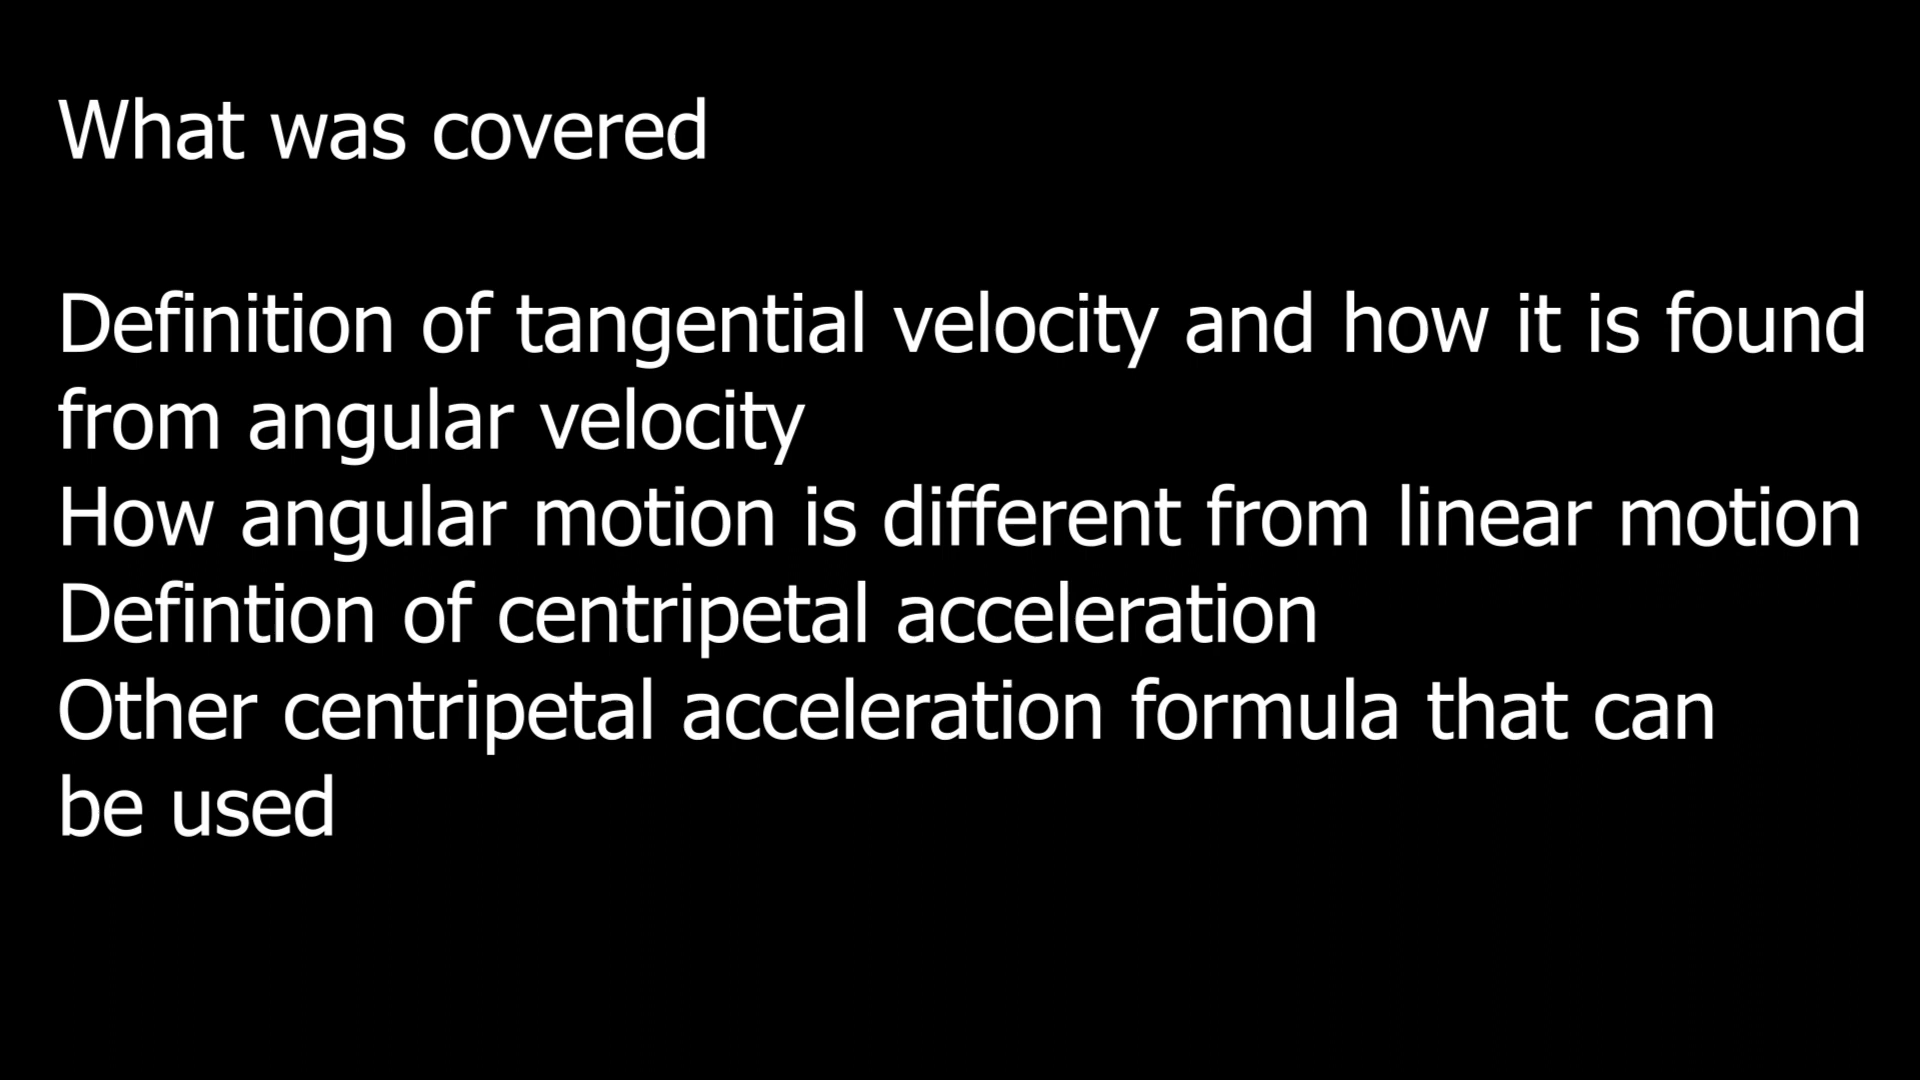 What was covered
Definition of tangential velocity and how it is found
from angular velocity
How angular motion is different from linear motion
Defintion of centripetal acceleration
Other centripetal acceleration formula that can
be used